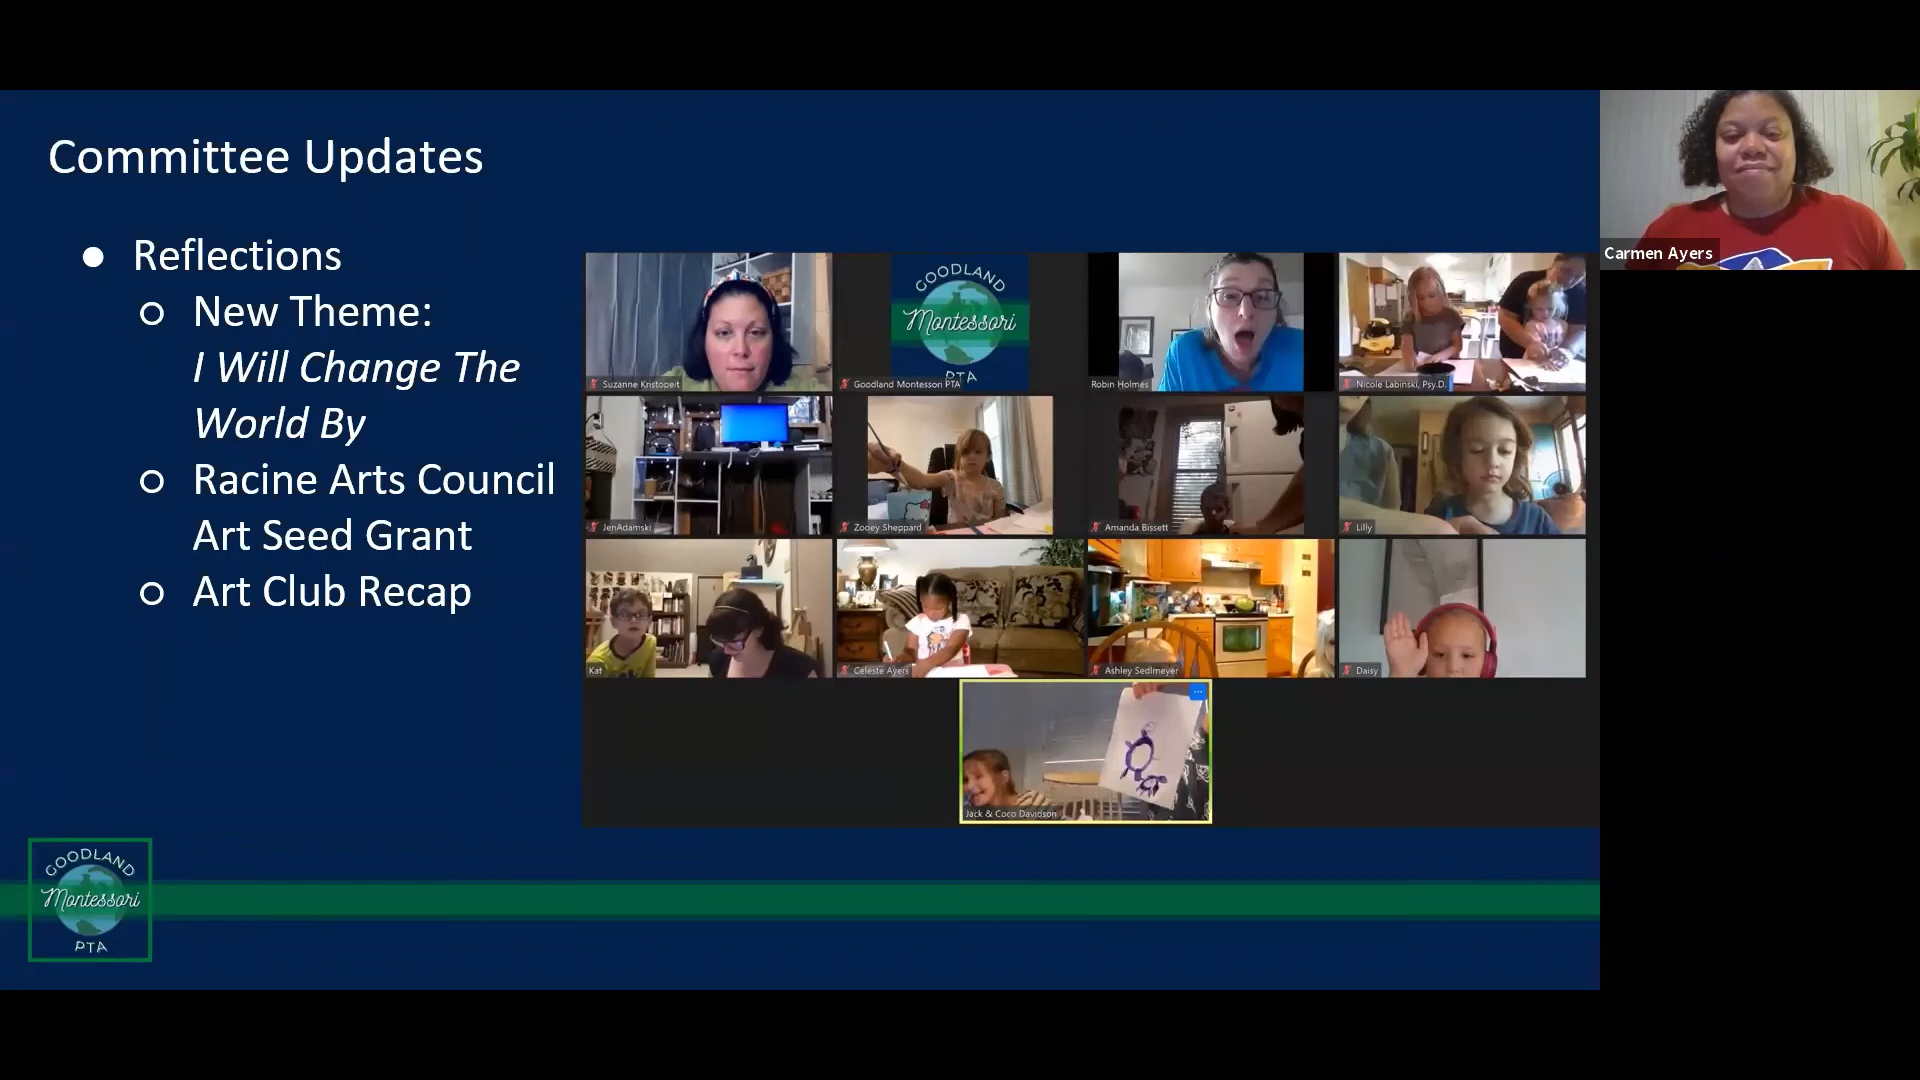 Committee Updates
● Reflections
○ New Theme:
I Will Change The
World By
○ Racine Arts Council
Art Seed Grant
○ Art Club Recap
Carmen Ayers
GOODLAND
Montessori
PTA
Suzanne Kristopeit
Goodland Montessori PTA
Robin Holmes
Nicole Labinski, Psy.D.
JenAdamski
Zooey Sheppard
Amanda Bissett
Lilly
Kat
Celeste Ayers
Ashley Sedlmeyer
Daisy
Jack & Coco Davidson
GOODLAND
Montessori
PTA